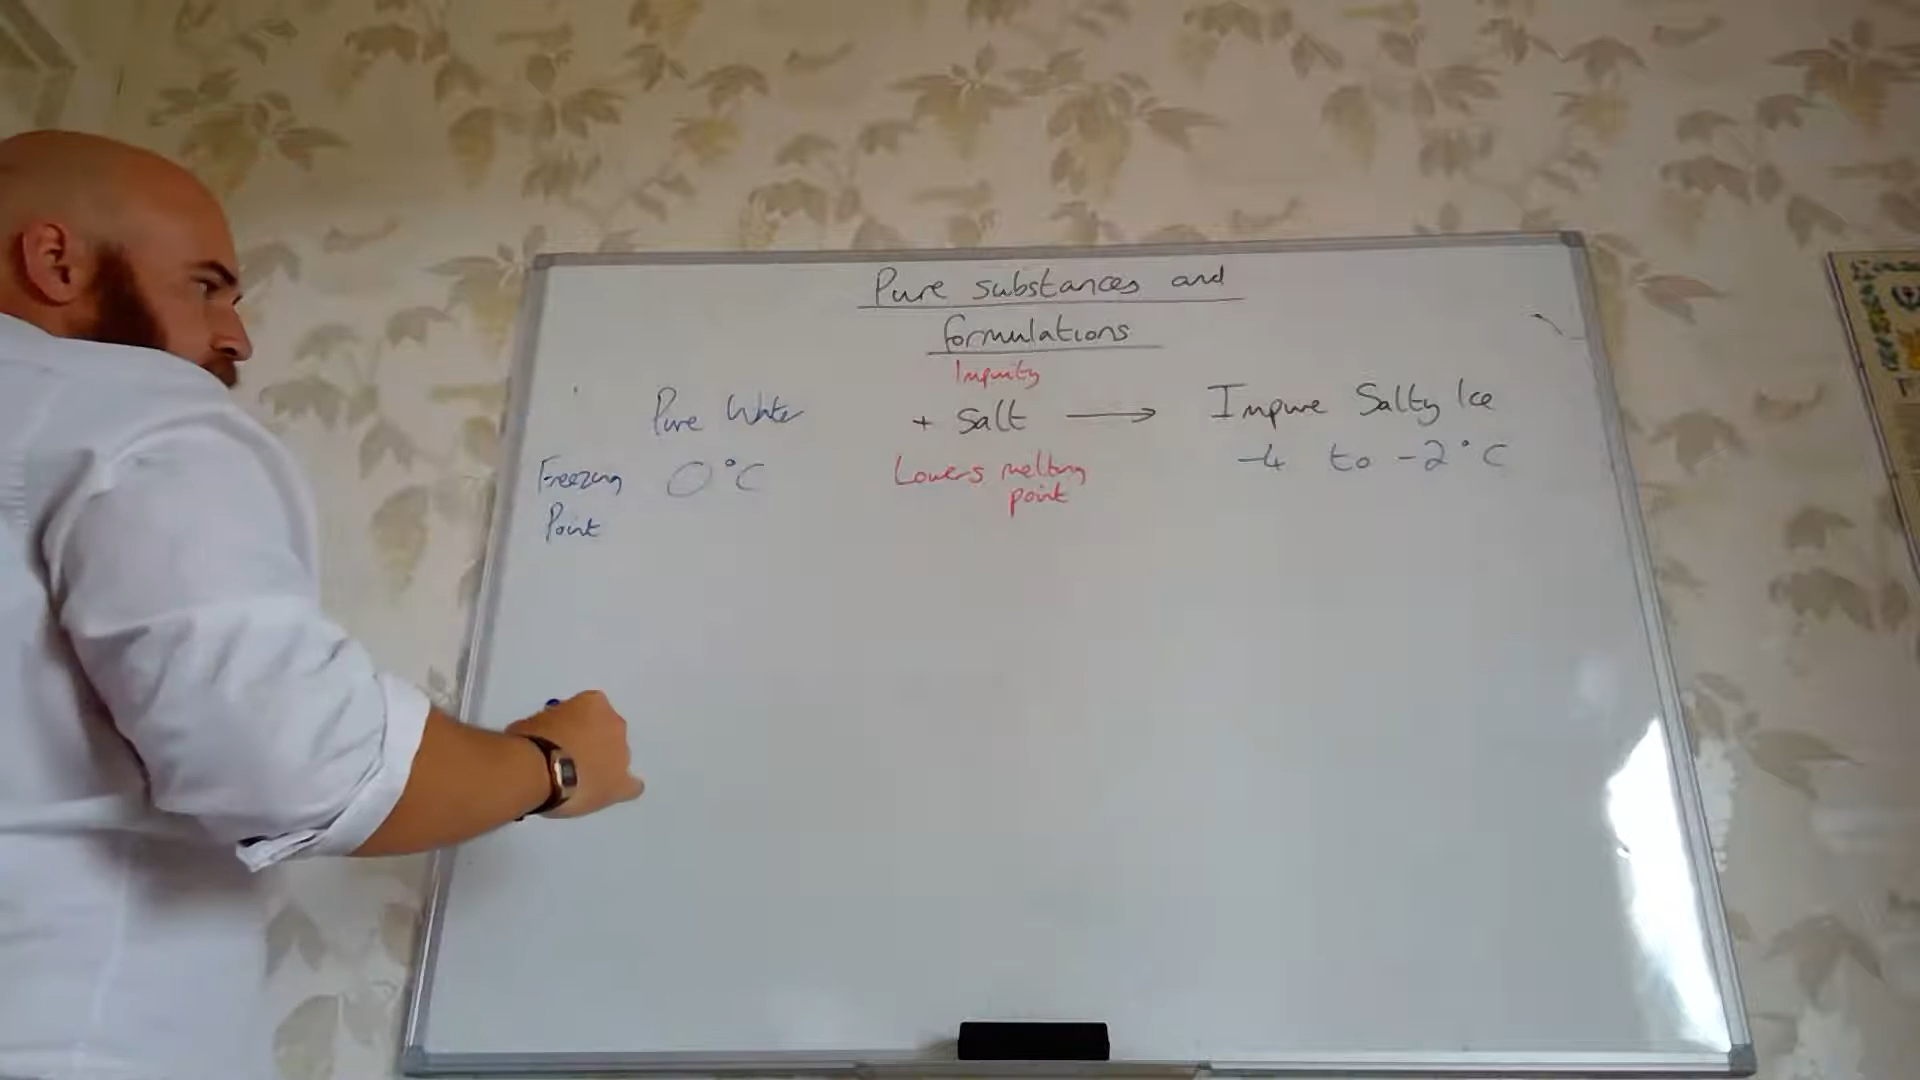 Pure substances and
formulations
Impurity
Pure Water + Salt → Impure Salty Ice
Freezing Point 0°C
Lowers melting point
-4 to -2°C